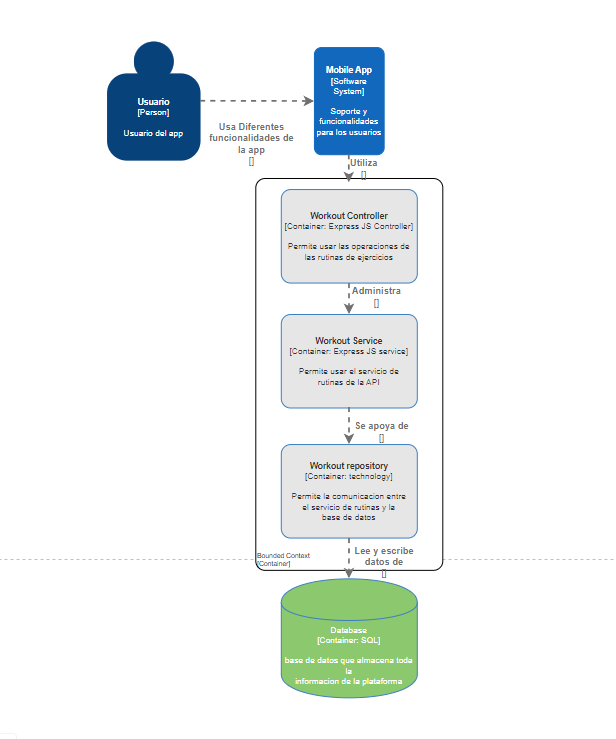 Usuario
[Person]
Usuario del app
Usa Diferentes
funcionalidades de
la app
[]
Mobile App
[Software
System]
Soporte y
funcionalidades
para los usuarios
Utiliza
[]
Workout Controller
[Container: Express JS Controller]
Permite usar las operaciones de
las rutinas de ejercicios
Administra
[]
Workout Service
[Container: Express JS service]
Permite usar el servicio de
rutinas de la API
Se apoya de
[]
Workout repository
[Container: technology]
Permite la comunicacion entre
el servicio de rutinas y la
base de datos
Bounded Context
[Container]
Lee y escribe
datos de
[]
Database
[Container: SQL]
base de datos que almacena toda
la
informacion de la plataforma